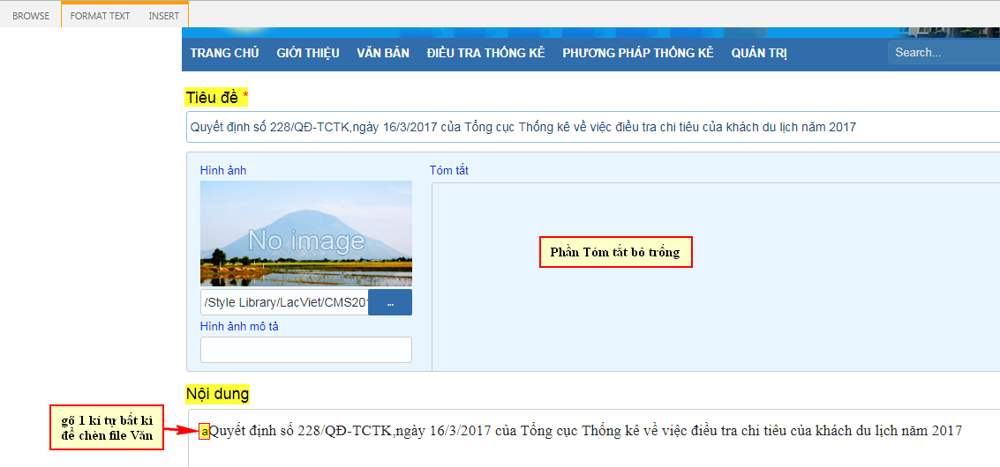 BROWSE FORMAT TEXT INSERT
TRANG CHỦ GIỚI THIỆU VĂN BẢN ĐIỀU TRA THỐNG KÊ PHƯƠNG PHÁP THỐNG KÊ QUẢN TRỊ Search...
Tiêu đề *
Quyết định số 228/QĐ-TCTK,ngày 16/3/2017 của Tổng cục Thống kê về việc điều tra chi tiêu của khách du lịch năm 2017
Hình ảnh Tóm tắt
No image
Phần Tóm tắt bỏ trống
/Style Library/LacViet/CMS201 ...
Hình ảnh mô tả
Nội dung
gõ 1 kí tự bất kì
để chèn file Văn
aQuyết định số 228/QĐ-TCTK,ngày 16/3/2017 của Tổng cục Thống kê về việc điều tra chi tiêu của khách du lịch năm 2017